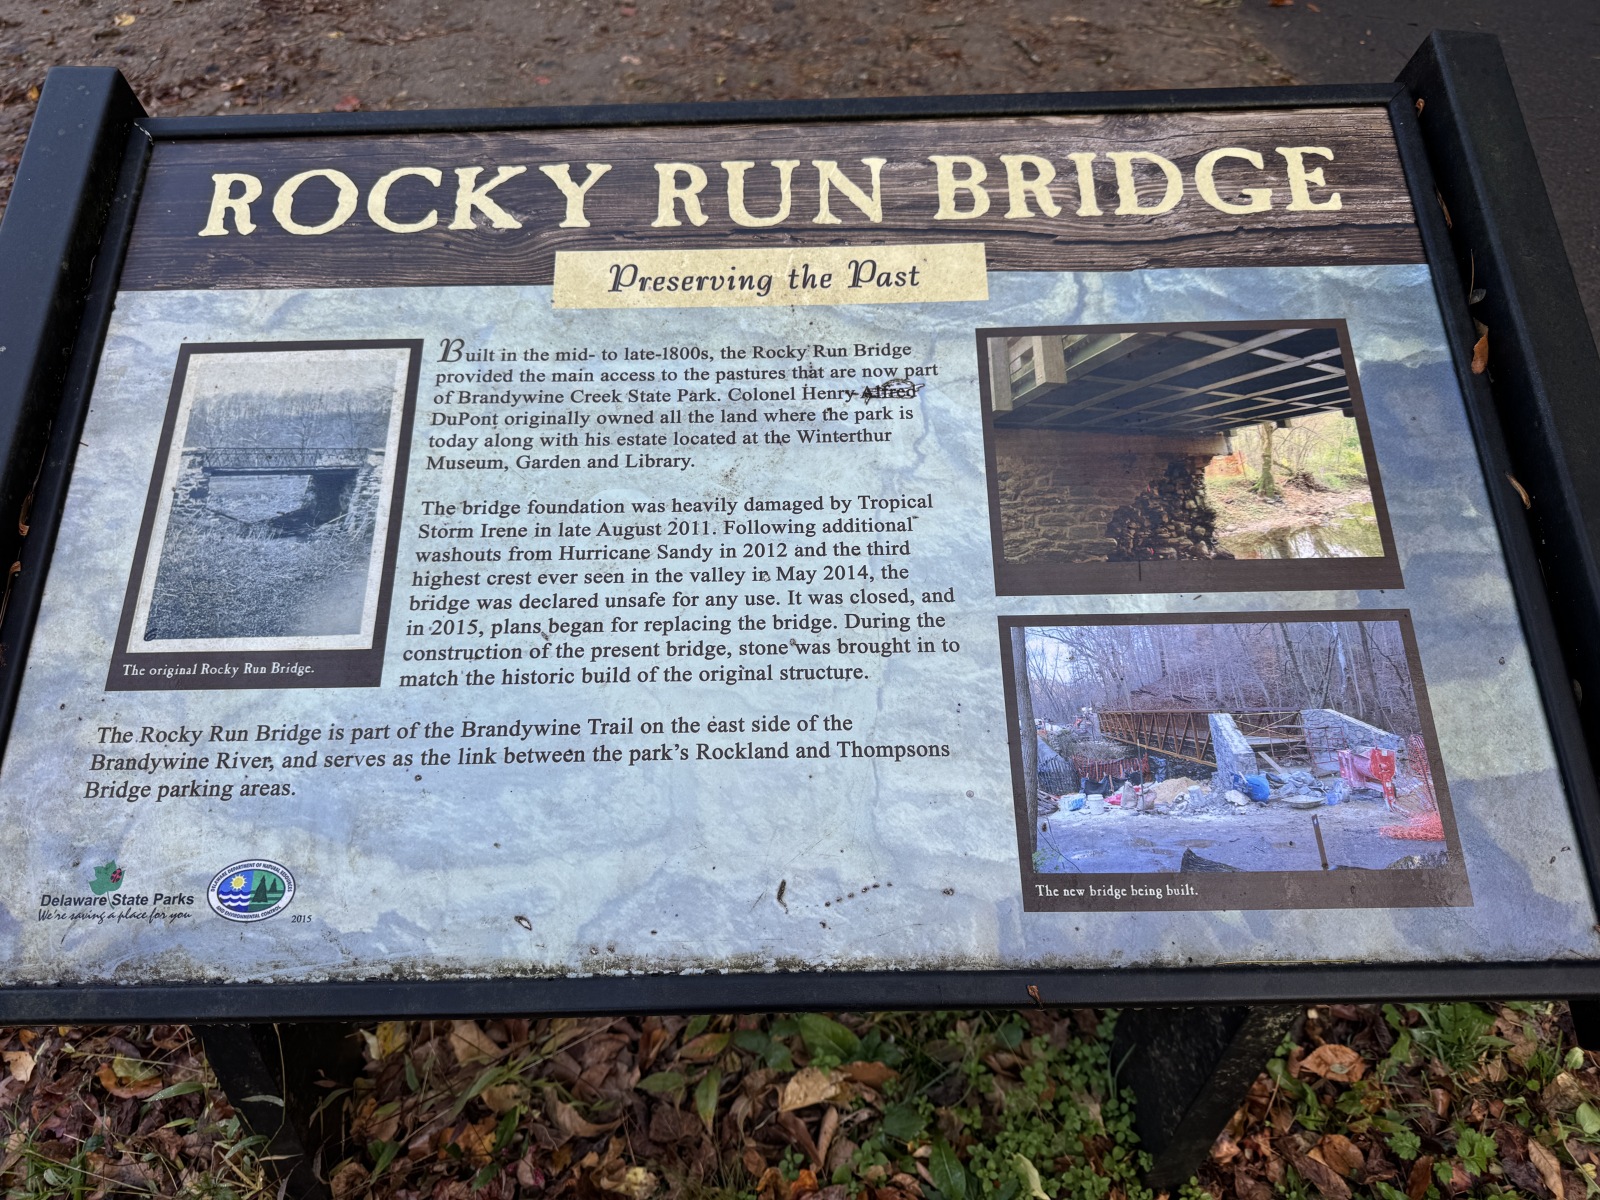 ROCKY RUN BRIDGE
Preserving the Past
Built in the mid- to late-1800s, the Rocky Run Bridge
provided the main access to the pastures that are now part
of Brandywine Creek State Park. Colonel Henry Alfred
DuPont originally owned all the land where the park is
today along with his estate located at the Winterthur
Museum, Garden and Library.
The bridge foundation was heavily damaged by Tropical
Storm Irene in late August 2011. Following additional
washouts from Hurricane Sandy in 2012 and the third
highest crest ever seen in the valley in May 2014, the
bridge was declared unsafe for any use. It was closed, and
in 2015, plans began for replacing the bridge. During the
construction of the present bridge, stone was brought in to
match the historic build of the original structure.
The original Rocky Run Bridge.
The Rocky Run Bridge is part of the Brandywine Trail on the east side of the
Brandywine River, and serves as the link between the park's Rockland and Thompsons
Bridge parking areas.
The new bridge being built.
Delaware State Parks
We're saving a place for you
DELAWARE DEPARTMENT OF NATURAL RESOURCES
AND ENVIRONMENTAL CONTROL
2015